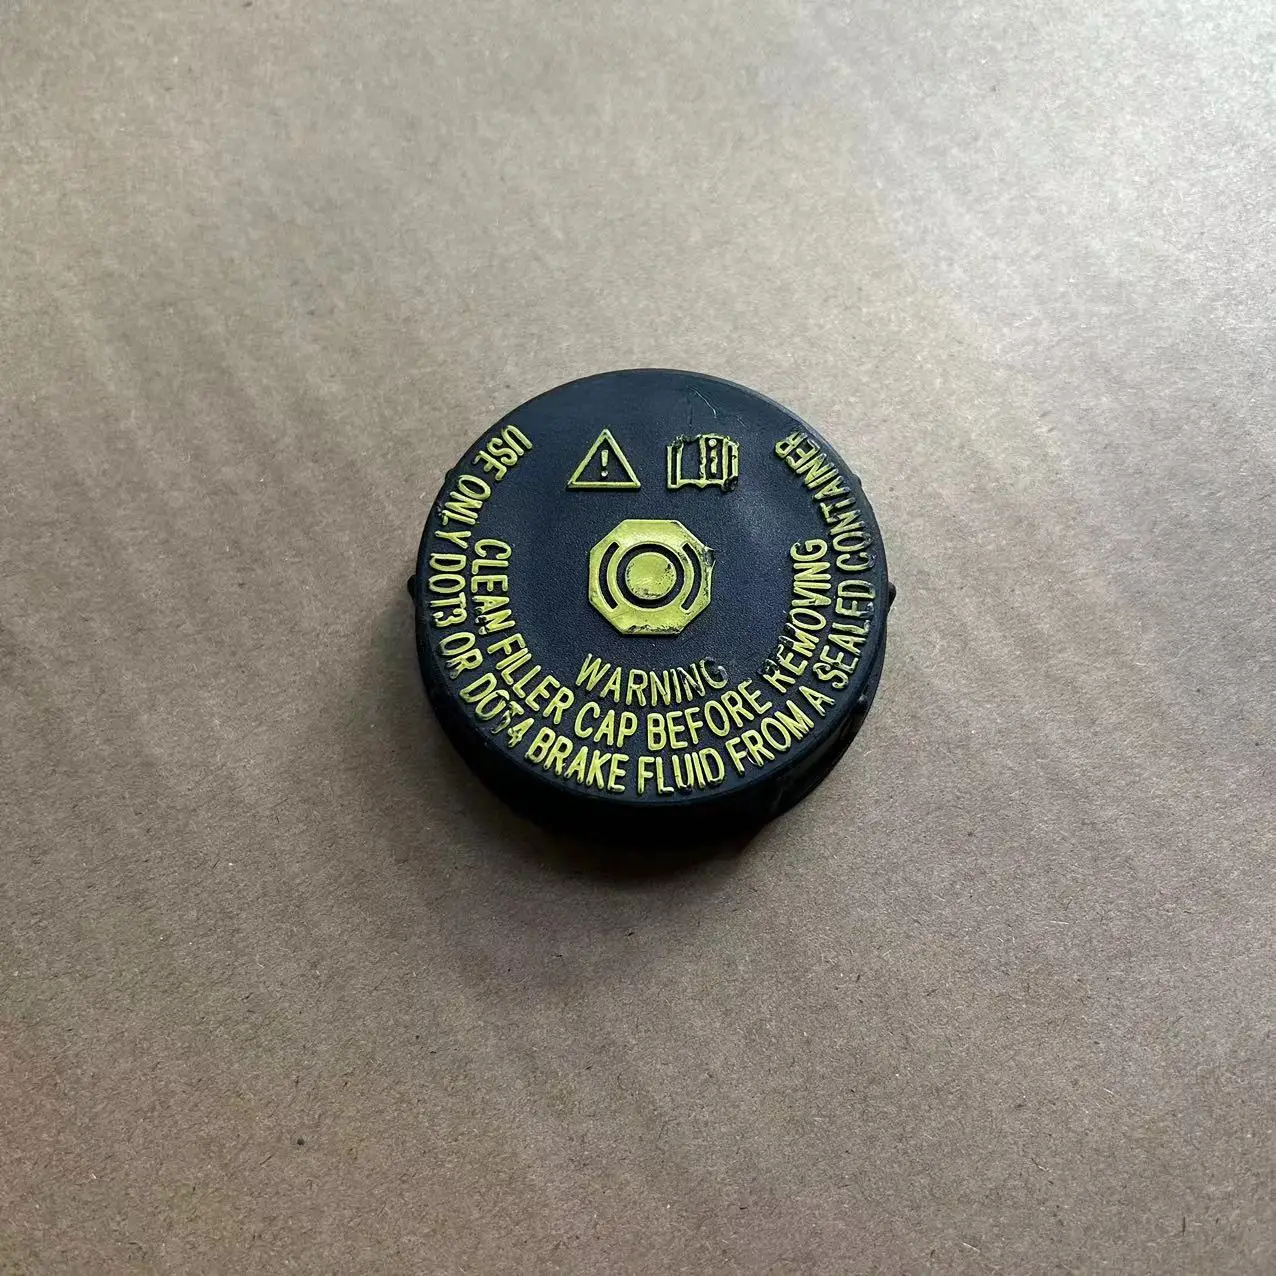 WARNING
CLEAN FILLER CAP BEFORE REMOVING
USE ONLY DOT3 OR DOT4 BRAKE FLUID FROM A SEALED CONTAINER